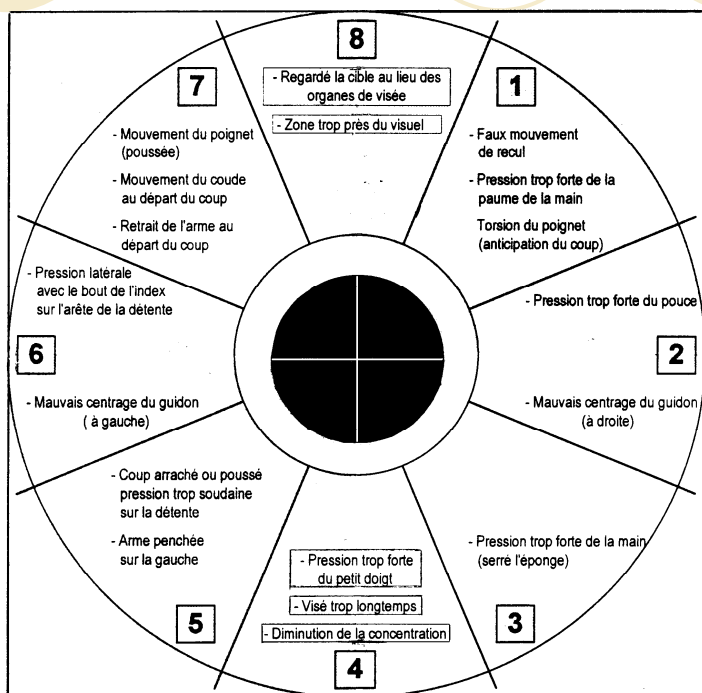 8
- Regardé la cible au lieu des
organes de visée
- Zone trop près du visuel
1
- Faux mouvement
de recul
- Pression trop forte de la
paume de la main
Torsion du poignet
(anticipation du coup)
- Pression trop forte du pouce
2
- Mauvais centrage du guidon
(à droite)
- Pression trop forte de la main
(serré l'éponge)
3
- Pression trop forte
du petit doigt
- Visé trop longtemps
- Diminution de la concentration
4
- Coup arraché ou poussé
pression trop soudaine
sur la détente
- Arme penchée
sur la gauche
5
- Pression latérale
avec le bout de l'index
sur l'arête de la détente
6
- Mauvais centrage du guidon
( à gauche)
7
- Mouvement du poignet
(poussée)
- Mouvement du coude
au départ du coup
- Retrait de l'arme au
départ du coup